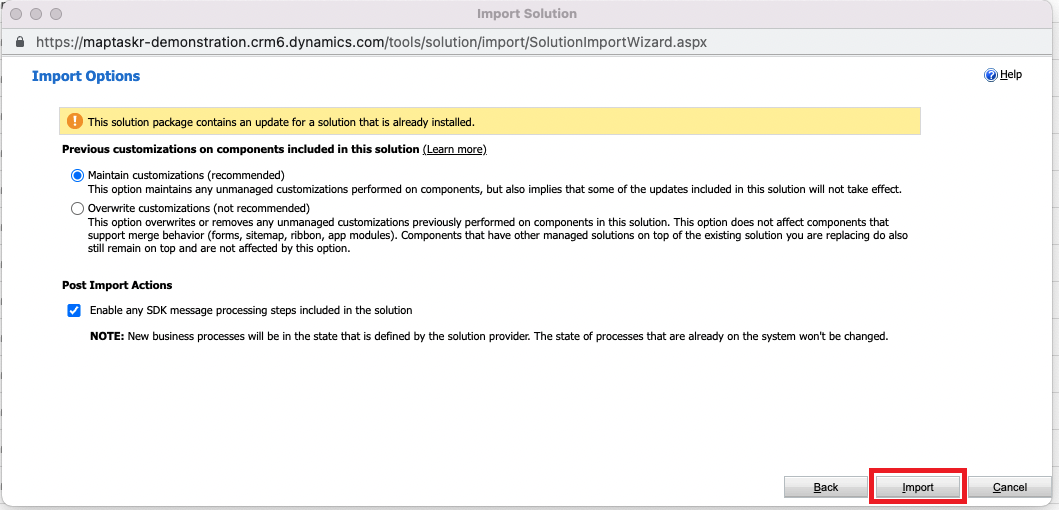 Import Solution
https://maptaskr-demonstration.crm6.dynamics.com/tools/solution/import/SolutionImportWizard.aspx
Import Options
Help
This solution package contains an update for a solution that is already installed.
Previous customizations on components included in this solution (Learn more)
Maintain customizations (recommended)
This option maintains any unmanaged customizations performed on components, but also implies that some of the updates included in this solution will not take effect.
Overwrite customizations (not recommended)
This option overwrites or removes any unmanaged customizations previously performed on components in this solution. This option does not affect components that
support merge behavior (forms, sitemap, ribbon, app modules). Components that have other managed solutions on top of the existing solution you are replacing do also
still remain on top and are not affected by this option.
Post Import Actions
Enable any SDK message processing steps included in the solution
NOTE: New business processes will be in the state that is defined by the solution provider. The state of processes that are already on the system won't be changed.
Back
Import
Cancel